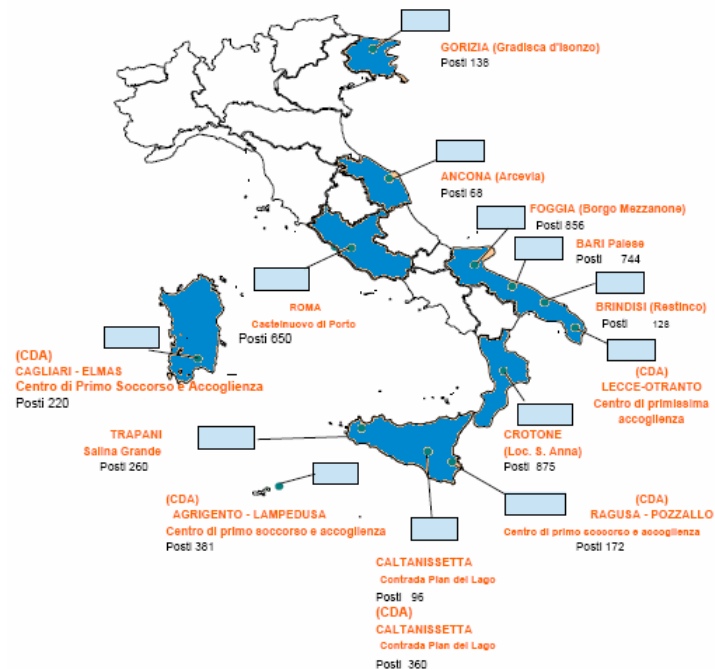 GORIZIA (Gradisca d'Isonzo)
Posti 138
ANCONA (Arcevia)
Posti 68
FOGGIA (Borgo Mezzanone)
Posti 856
BARI Palese
Posti 744
BRINDISI (Restinco)
Posti 128
ROMA
Castelnuovo di Porto
Posti 650
(CDA)
CAGLIARI - ELMAS
Centro di Primo Soccorso e Accoglienza
Posti 220
(CDA)
LECCE-OTRANTO
Centro di primissima
accoglienza
TRAPANI
Salina Grande
Posti 260
CROTONE
(Loc. S. Anna)
Posti 875
(CDA)
AGRIGENTO - LAMPEDUSA
Centro di primo soccorso e accoglienza
Posti 381
(CDA)
RAGUSA - POZZALLO
Centro di primo soccorso e accoglienza
Posti 172
CALTANISSETTA
Contrada Pian del Lago
Posti 96
(CDA)
CALTANISSETTA
Contrada Pian del Lago
Posti 360